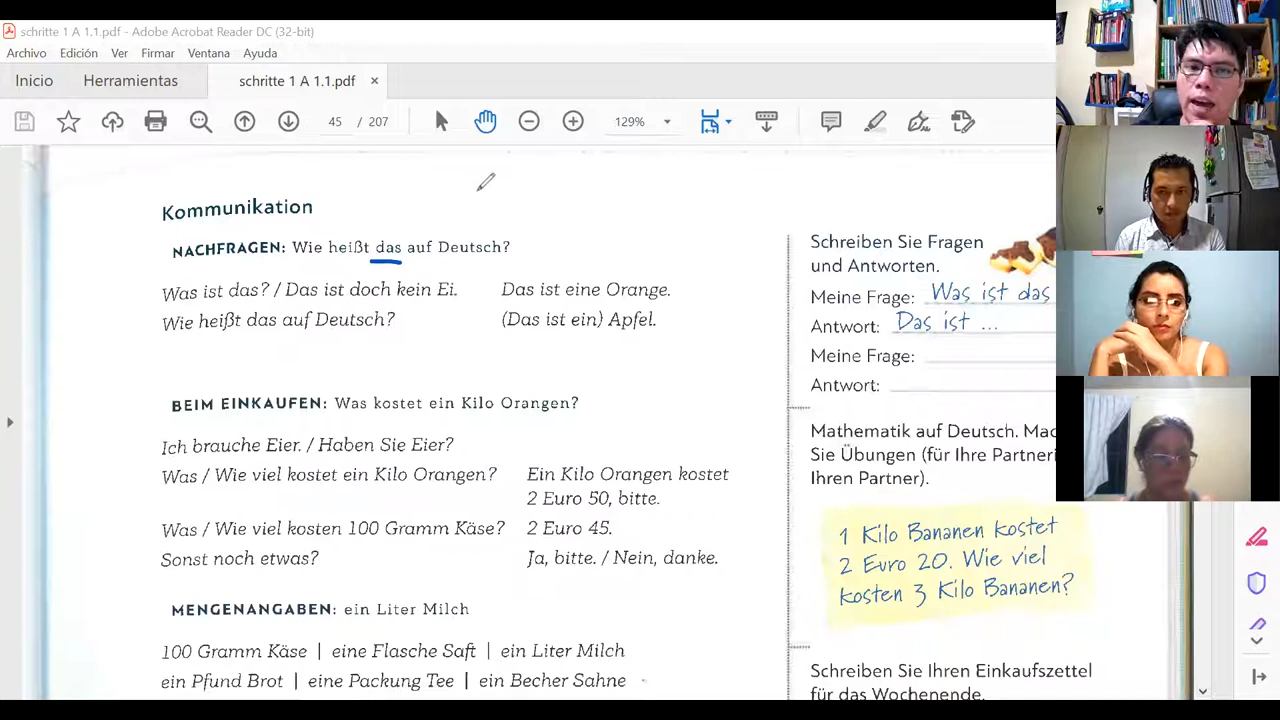 schritte 1 A 1.1.pdf - Adobe Acrobat Reader DC (32-bit)
Archivo Edición Ver Firmar Ventana Ayuda
Inicio Herramientas schritte 1 A 1.1.pdf ×
45 / 207 129%
Kommunikation
NACHFRAGEN: Wie heißt das auf Deutsch?
Was ist das? / Das ist doch kein Ei. Das ist eine Orange.
Wie heißt das auf Deutsch? (Das ist ein) Apfel.
BEIM EINKAUFEN: Was kostet ein Kilo Orangen?
Ich brauche Eier. / Haben Sie Eier?
Was / Wie viel kostet ein Kilo Orangen? Ein Kilo Orangen kostet
2 Euro 50, bitte.
Was / Wie viel kosten 100 Gramm Käse? 2 Euro 45.
Sonst noch etwas? Ja, bitte. / Nein, danke.
MENGENANGABEN: ein Liter Milch
100 Gramm Käse | eine Flasche Saft | ein Liter Milch
ein Pfund Brot | eine Packung Tee | ein Becher Sahne
Schreiben Sie Fragen
und Antworten.
Meine Frage: Was ist das
Antwort: Das ist ...
Meine Frage:
Antwort:
Mathematik auf Deutsch. Mac
Sie Übungen (für Ihre Partneri
Ihren Partner).
1 Kilo Bananen kostet
2 Euro 20. Wie viel
kosten 3 Kilo Bananen?
Schreiben Sie Ihren Einkaufszettel
für das Wochenende.